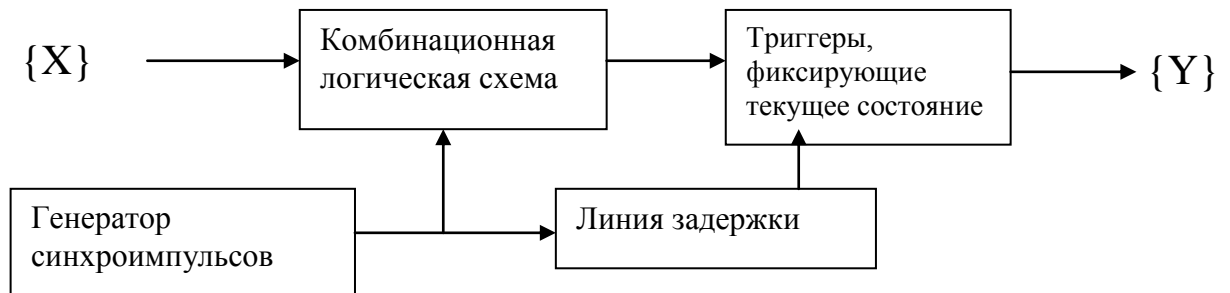 {X}
Комбинационная
логическая схема
Триггеры,
фиксирующие
текущее состояние
{Y}
Генератор
синхроимпульсов
Линия задержки